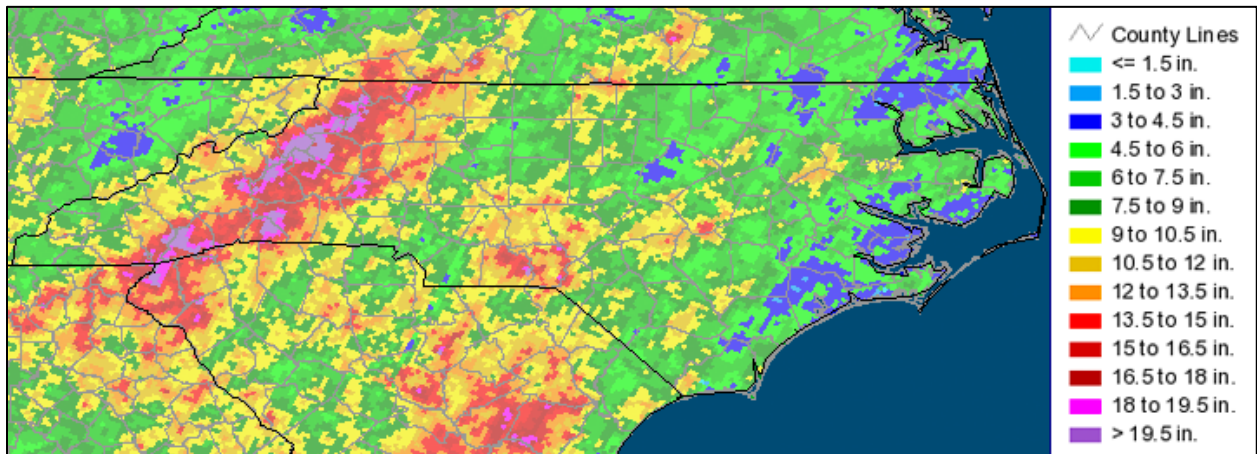 County Lines
<= 1.5 in.
1.5 to 3 in.
3 to 4.5 in.
4.5 to 6 in.
6 to 7.5 in.
7.5 to 9 in.
9 to 10.5 in.
10.5 to 12 in.
12 to 13.5 in.
13.5 to 15 in.
15 to 16.5 in.
16.5 to 18 in.
18 to 19.5 in.
> 19.5 in.